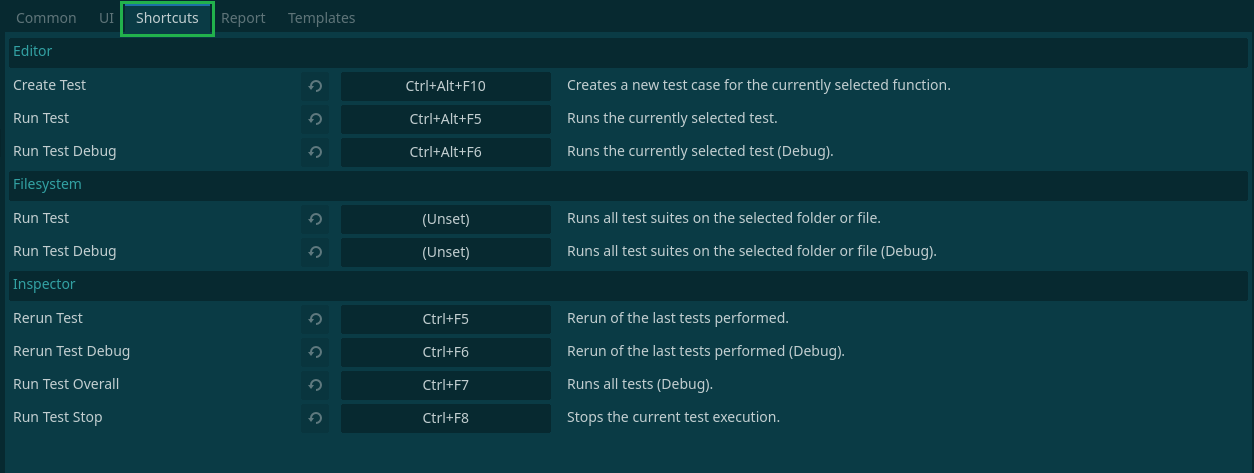 Common UI Shortcuts Report Templates
Editor
Create Test Ctrl+Alt+F10 Creates a new test case for the currently selected function.
Run Test Ctrl+Alt+F5 Runs the currently selected test.
Run Test Debug Ctrl+Alt+F6 Runs the currently selected test (Debug).
Filesystem
Run Test (Unset) Runs all test suites on the selected folder or file.
Run Test Debug (Unset) Runs all test suites on the selected folder or file (Debug).
Inspector
Rerun Test Ctrl+F5 Rerun of the last tests performed.
Rerun Test Debug Ctrl+F6 Rerun of the last tests performed (Debug).
Run Test Overall Ctrl+F7 Runs all tests (Debug).
Run Test Stop Ctrl+F8 Stops the current test execution.